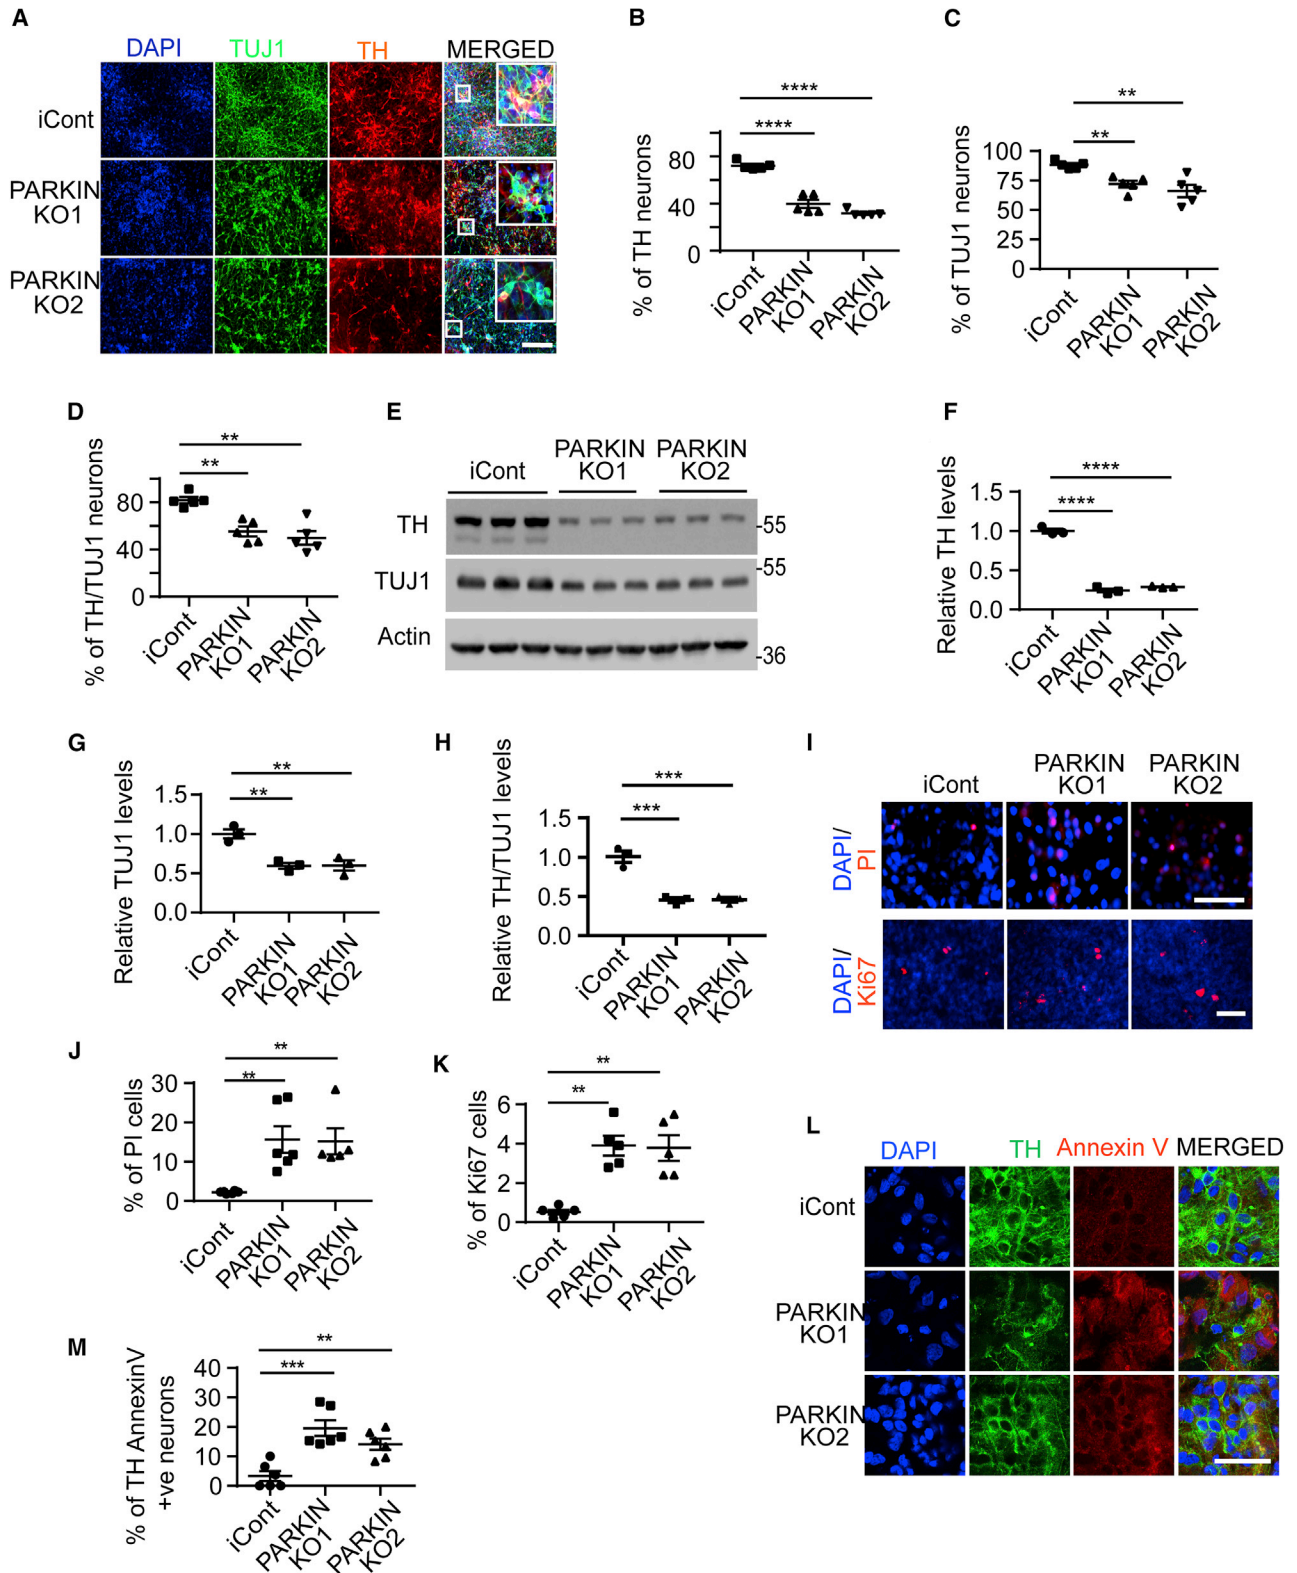 A
DAPI TUJ1 TH MERGED
iCont
PARKIN
KO1
PARKIN
KO2
B
% of TH neurons
****
****
80
40
0
iCont
PARKIN
KO1
PARKIN
KO2
C
% of TUJ1 neurons
**
**
100
75
50
25
0
iCont
PARKIN
KO1
PARKIN
KO2
D
% of TH/TUJ1 neurons
**
**
80
40
0
iCont
PARKIN
KO1
PARKIN
KO2
E
iCont
PARKIN
KO1
PARKIN
KO2
TH
-55
-55
TUJ1
Actin
-36
F
Relative TH levels
****
****
1.5
1.0
0.5
0.0
iCont
PARKIN
KO1
PARKIN
KO2
G
Relative TUJ1 levels
**
**
1.5
1.0
0.5
0.0
iCont
PARKIN
KO1
PARKIN
KO2
H
Relative TH/TUJ1 levels
***
***
1.5
1.0
0.5
0.0
iCont
PARKIN
KO1
PARKIN
KO2
I
iCont
PARKIN
KO1
PARKIN
KO2
DAPI/
PI
DAPI/
Ki67
J
% of PI cells
**
**
30
20
10
0
iCont
PARKIN
KO1
PARKIN
KO2
K
% of Ki67 cells
**
**
6
4
2
0
iCont
PARKIN
KO1
PARKIN
KO2
L
DAPI TH Annexin V MERGED
iCont
PARKIN
KO1
PARKIN
KO2
M
% of TH AnnexinV
+ve neurons
**
***
40
30
20
10
0
iCont
PARKIN
KO1
PARKIN
KO2